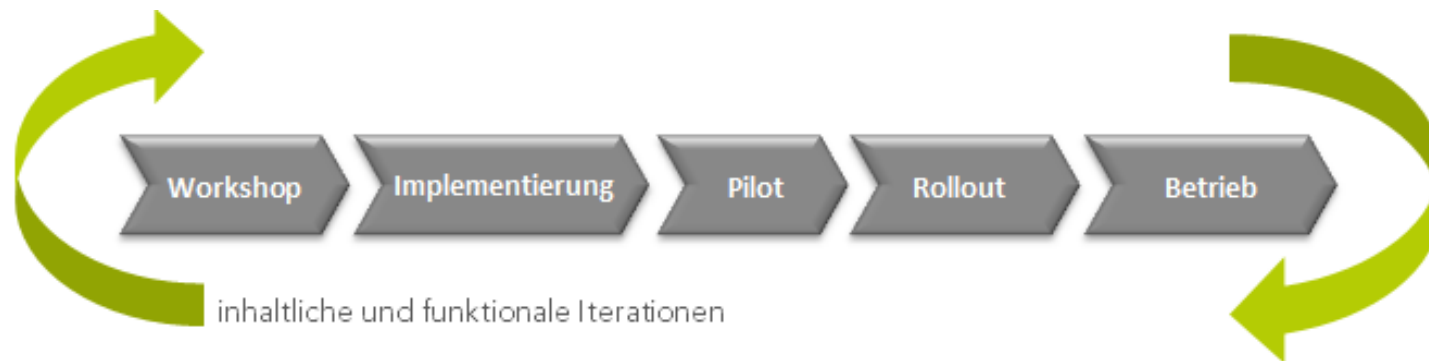 Workshop
Implementierung
Pilot
Rollout
Betrieb
inhaltliche und funktionale Iterationen